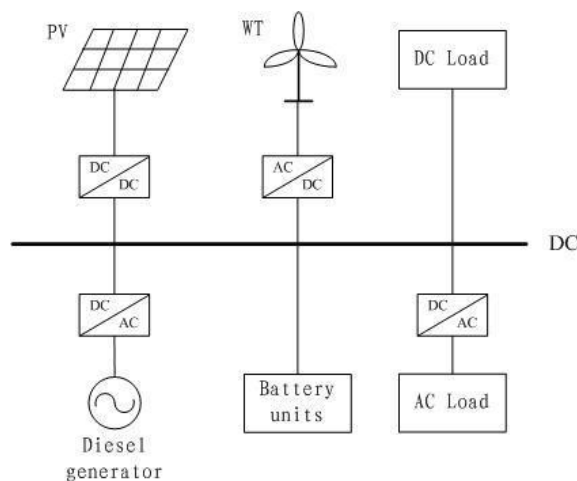 PV
WT
DC Load
DC
DC
AC
DC
DC
DC
AC
DC
AC
Battery
units
AC Load
Diesel
generator